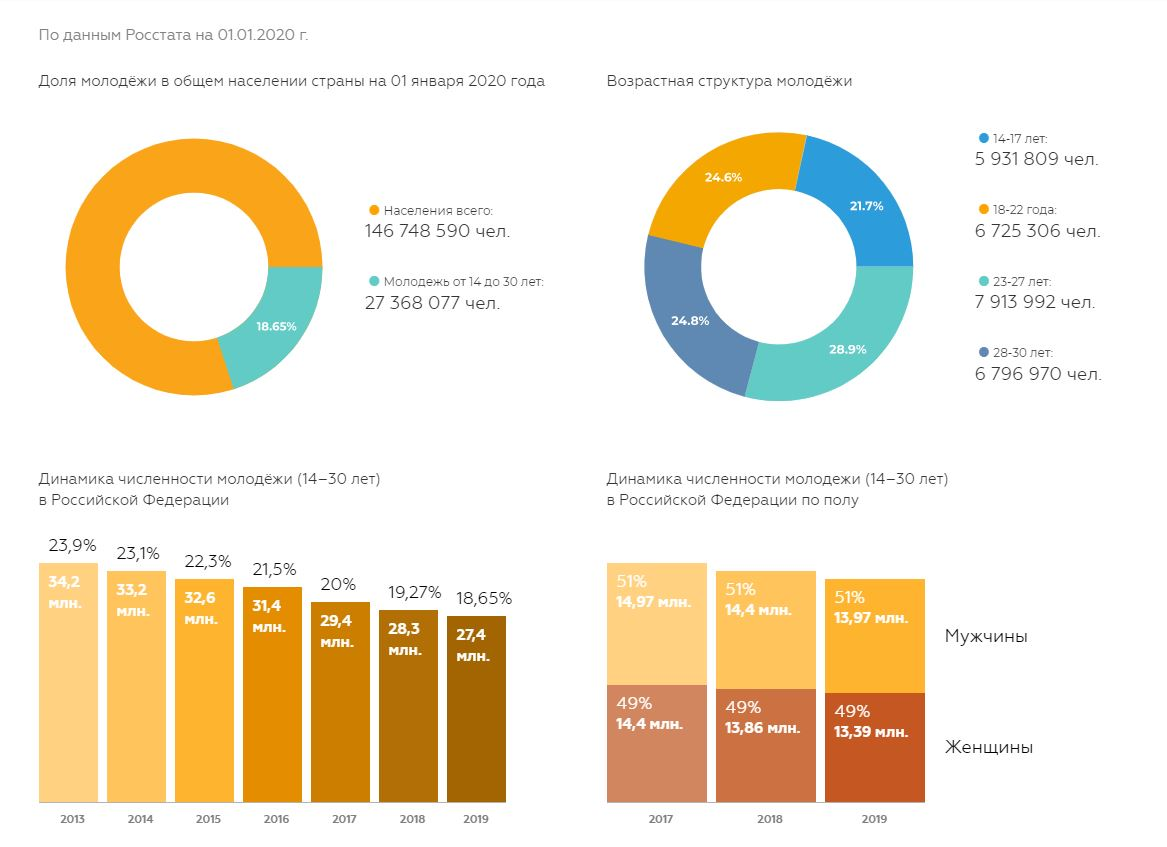 По данным Росстата на 01.01.2020 г.
Доля молодёжи в общем населении страны на 01 января 2020 года
18.65%
Населения всего:
146 748 590 чел.
Молодежь от 14 до 30 лет:
27 368 077 чел.
Возрастная структура молодёжи
24.6%
21.7%
24.8%
28.9%
14-17 лет:
5 931 809 чел.
18-22 года:
6 725 306 чел.
23-27 лет:
7 913 992 чел.
28-30 лет:
6 796 970 чел.
Динамика численности молодёжи (14–30 лет)
в Российской Федерации
23,9%
34,2
млн.
23,1%
33,2
млн.
22,3%
32,6
млн.
21,5%
31,4
млн.
20%
29,4
млн.
19,27%
28,3
млн.
18,65%
27,4
млн.
2013
2014
2015
2016
2017
2018
2019
Динамика численности молодежи (14–30 лет)
в Российской Федерации по полу
51%
14,97 млн.
51%
14,4 млн.
51%
13,97 млн.
Мужчины
49%
14,4 млн.
49%
13,86 млн.
49%
13,39 млн.
Женщины
2017
2018
2019